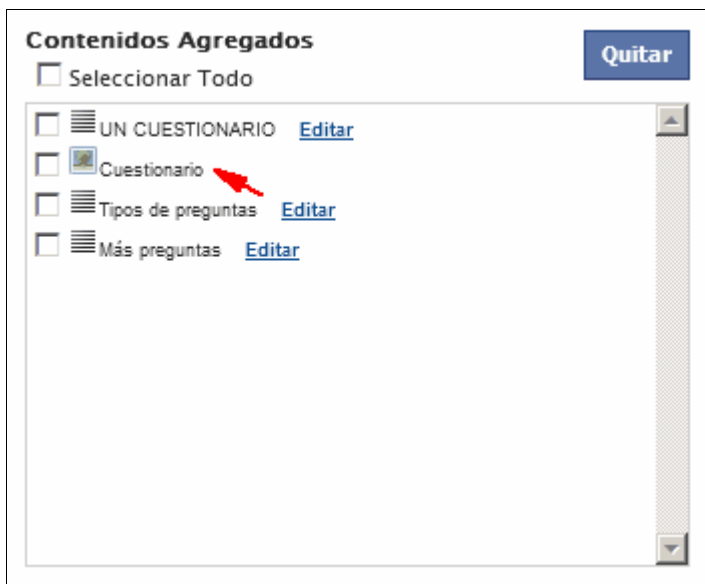 Contenidos Agregados
Quitar
Seleccionar Todo
UN CUESTIONARIO Editar
Cuestionario
Tipos de preguntas Editar
Más preguntas Editar